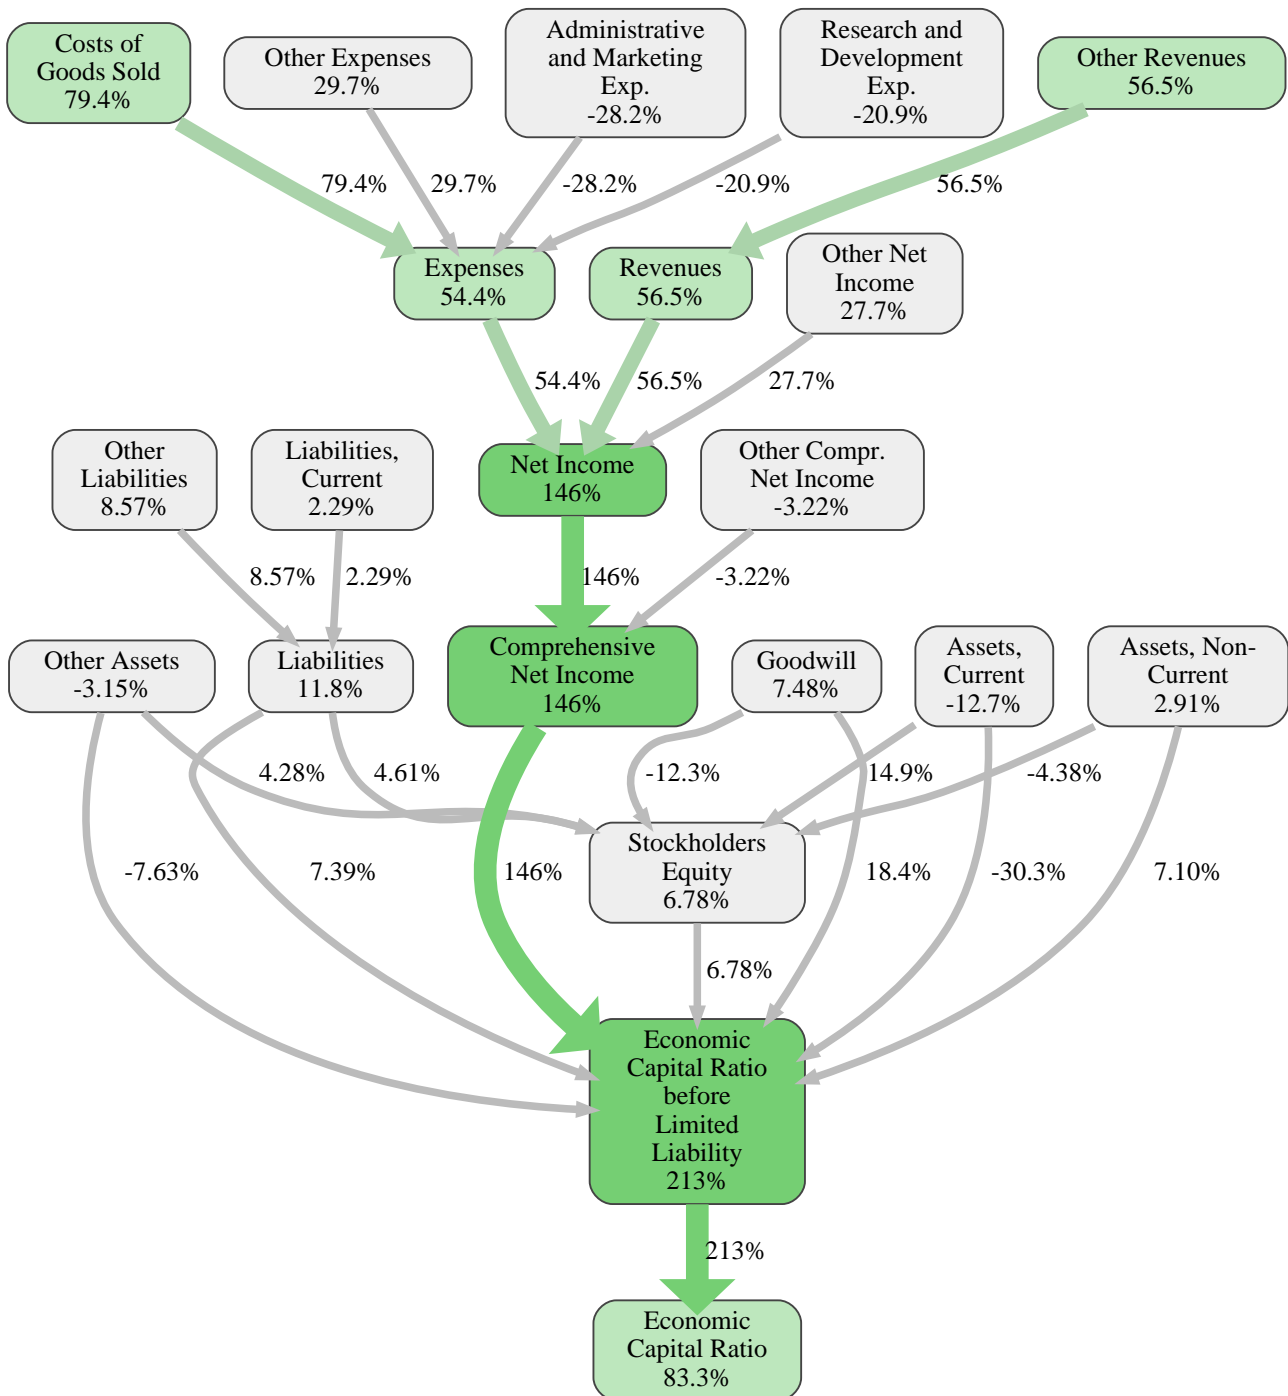 Costs of
Goods Sold
79.4%
Other Expenses
29.7%
Administrative
and Marketing
Exp.
-28.2%
Research and
Development
Exp.
-20.9%
Other Revenues
56.5%
79.4%
29.7%
-28.2%
-20.9%
56.5%
Expenses
54.4%
Revenues
56.5%
Other Net
Income
27.7%
54.4%
56.5%
27.7%
Other
Liabilities
8.57%
Liabilities,
Current
2.29%
Net Income
146%
Other Compr.
Net Income
-3.22%
8.57%
2.29%
146%
-3.22%
Other Assets
-3.15%
Liabilities
11.8%
Comprehensive
Net Income
146%
Goodwill
7.48%
Assets,
Current
-12.7%
Assets, Non-
Current
2.91%
4.28%
4.61%
-12.3%
14.9%
-4.38%
Stockholders
Equity
6.78%
-7.63%
7.39%
146%
18.4%
-30.3%
7.10%
6.78%
Economic
Capital Ratio
before
Limited
Liability
213%
213%
Economic
Capital Ratio
83.3%